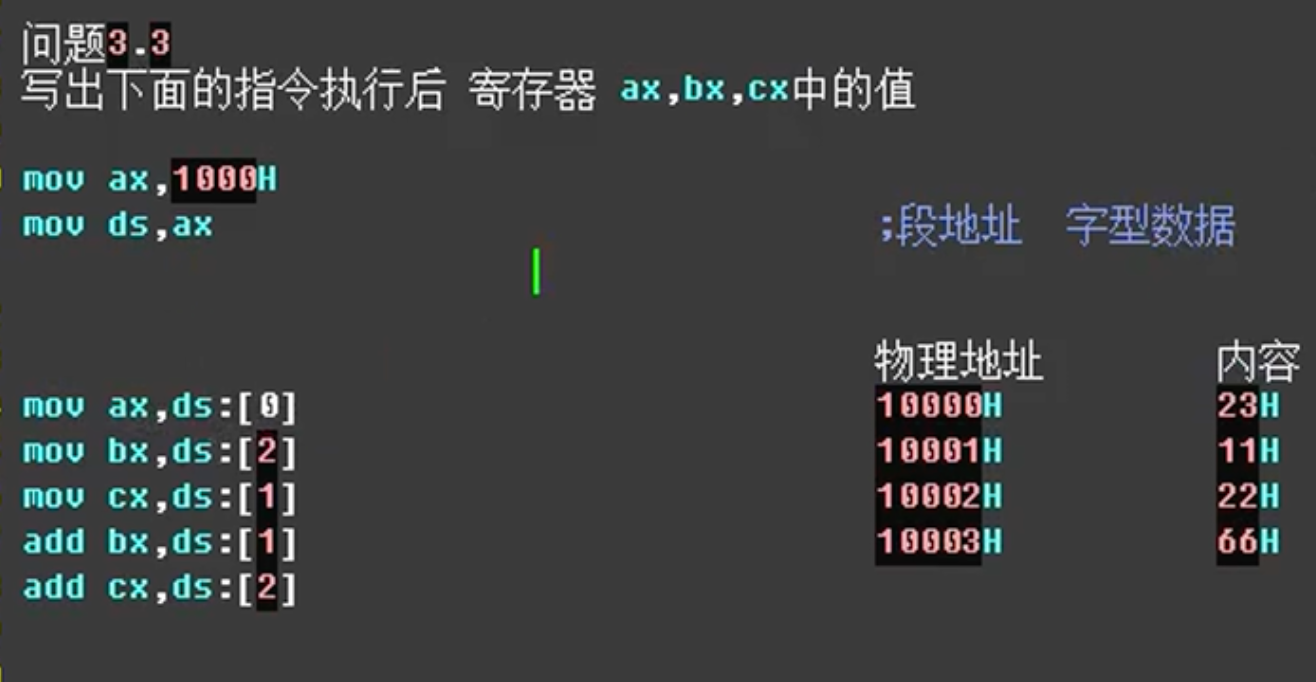 问题3.3
写出下面的指令执行后 寄存器 ax,bx,cx中的值
mov ax,1000H
mov ds,ax
;段地址 字型数据
物理地址 内容
mov ax,ds:[0] 10000H 23H
mov bx,ds:[2] 10001H 11H
mov cx,ds:[1] 10002H 22H
add bx,ds:[1] 10003H 66H
add cx,ds:[2]